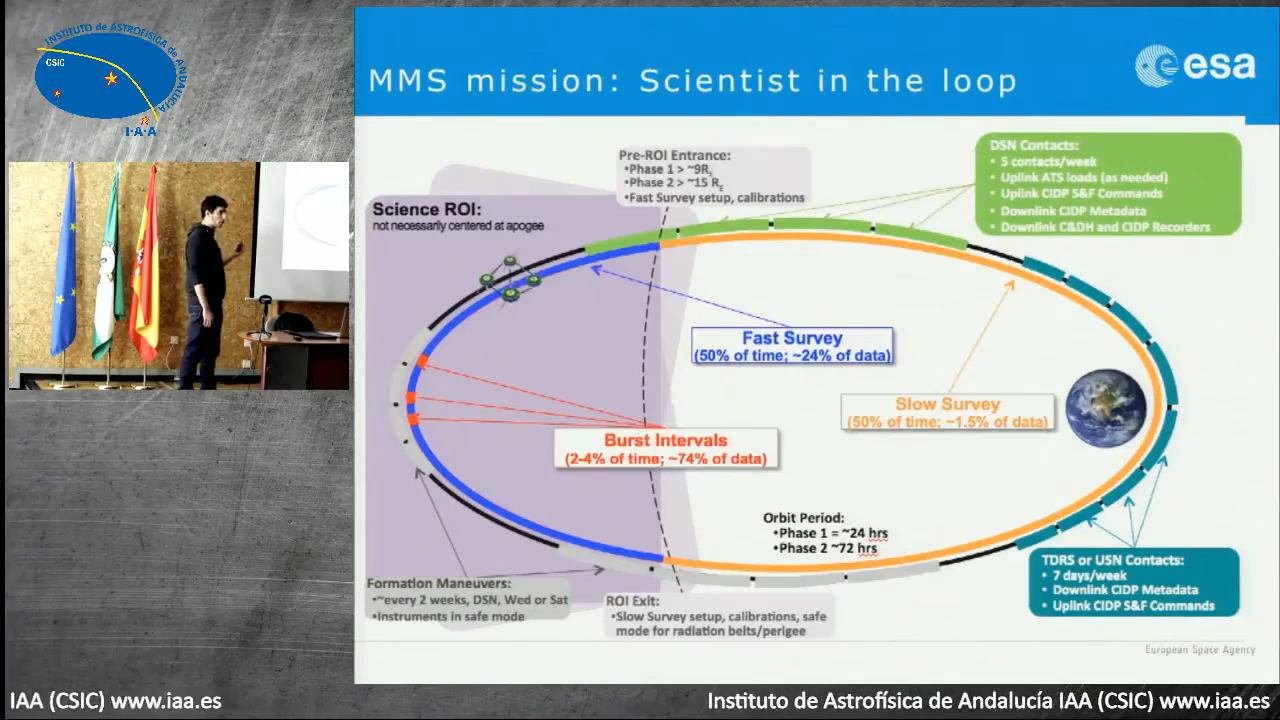 INSTITUTO de ASTROFÍSICA de ANDALUCÍA
CSIC
I·A·A
MMS mission: Scientist in the loop
esa
Pre-ROI Entrance:
•Phase 1 > ~9R
•Phase 2 > ~15 RE
•Fast Survey setup, calibrations
DSN Contacts:
• 5 contacts/week
• Uplink ATS loads (as needed)
• Uplink CIDP S&F Commands
• Downlink CIDP Metadata
• Downlink C&DH and CIDP Recorders
Science ROI:
not necessarily centered at apogee
Fast Survey
(50% of time; ~24% of data)
Slow Survey
(50% of time; ~1.5% of data)
Burst Intervals
(2-4% of time; ~74% of data)
Orbit Period:
•Phase 1 = ~24 hrs
•Phase 2 ~72 hrs
TDRS or USN Contacts:
• 7 days/week
• Downlink CIDP Metadata
• Uplink CIDP S&F Commands
Formation Maneuvers:
•~every 2 weeks, DSN, Wed or Sat
•Instruments in safe mode
ROI Exit:
•Slow Survey setup, calibrations, safe
mode for radiation belts/perigee
European Space Agency
IAA (CSIC) www.iaa.es
Instituto de Astrofísica de Andalucía IAA (CSIC) www.iaa.es